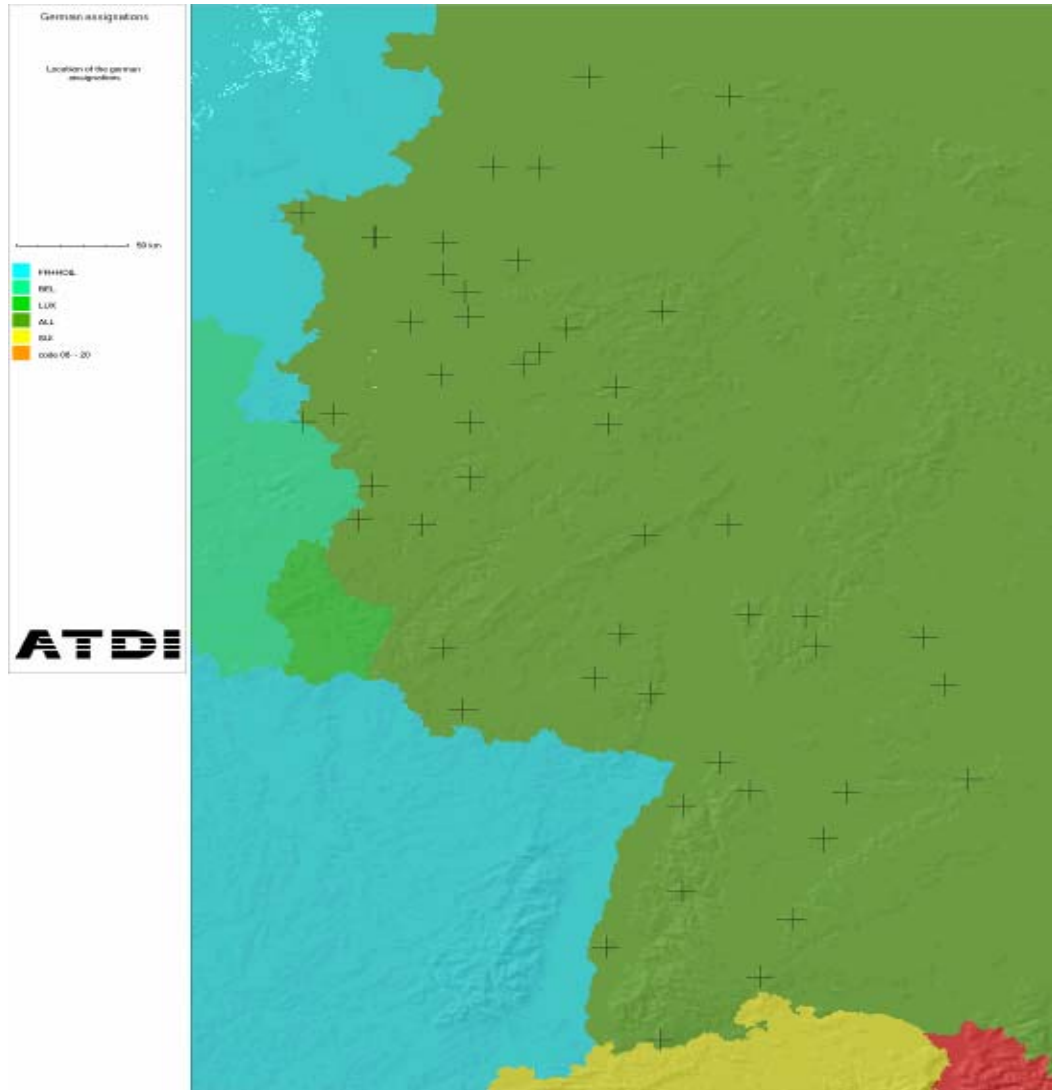 German assignations
Location of the german
assignations
50 km
FR+HOL
BEL
LUX
ALL
SUI
code 06 - 20
ATDI